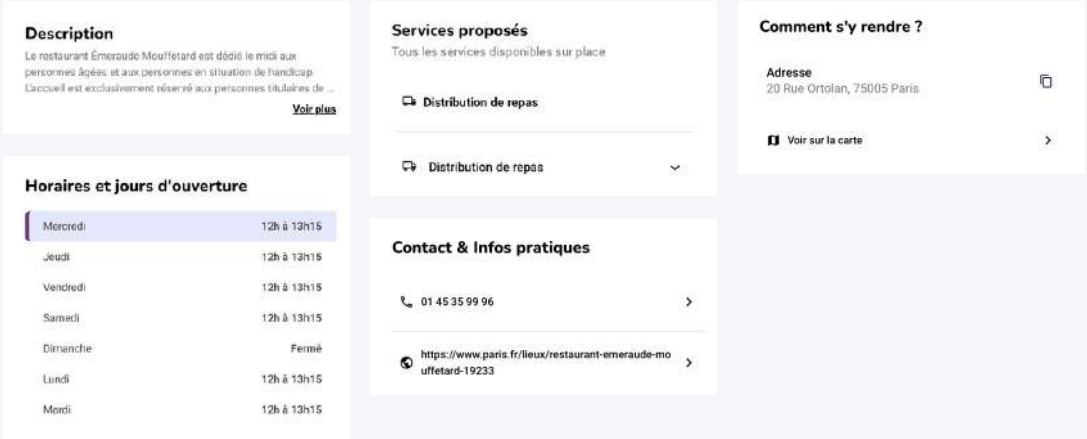 Description
Le restaurant Émeraude Mouffetard est dédié le midi aux
personnes âgées et aux personnes en situation de handicap.
L'accueil est exclusivement réservé aux personnes titulaires de ...
Voir plus
Horaires et jours d'ouverture
Mercredi 12h à 13h15
Jeudi 12h à 13h15
Vendredi 12h à 13h15
Samedi 12h à 13h15
Dimanche Fermé
Lundi 12h à 13h15
Mardi 12h à 13h15
Services proposés
Tous les services disponibles sur place
Distribution de repas
Distribution de repas
Contact & Infos pratiques
01 45 35 99 96
https://www.paris.fr/lieux/restaurant-emeraude-mo
uffetard-19233
Comment s'y rendre ?
Adresse
20 Rue Ortolan, 75005 Paris
Voir sur la carte